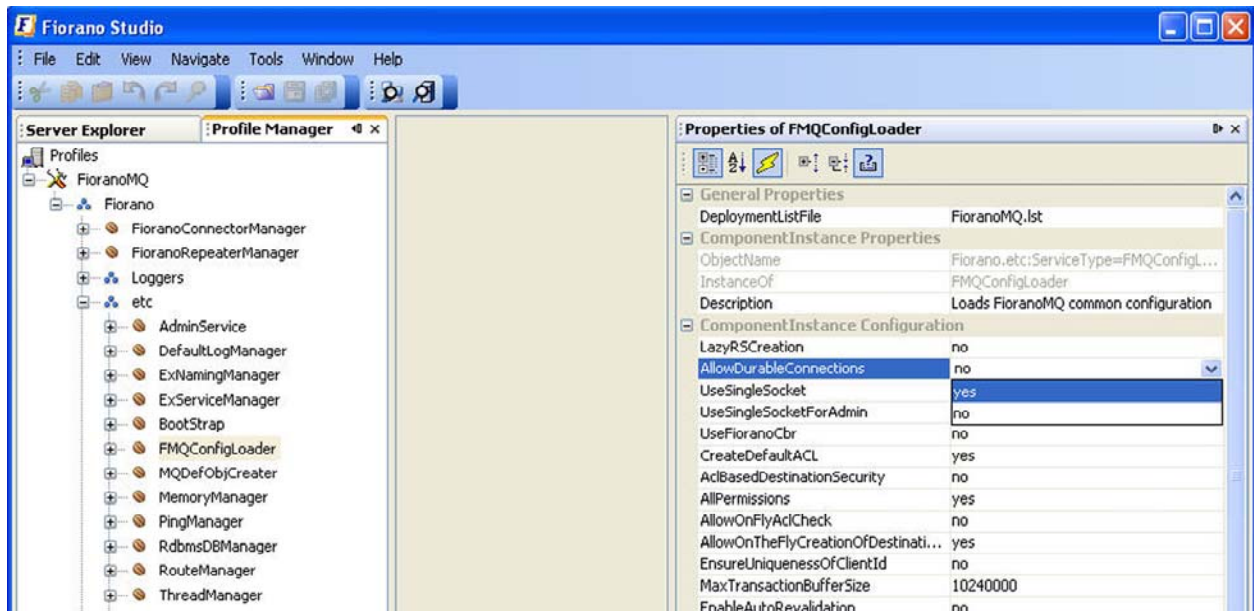 Fiorano Studio
File Edit View Navigate Tools Window Help
Server Explorer Profile Manager
Profiles
FioranoMQ
Fiorano
FioranoConnectorManager
FioranoRepeaterManager
Loggers
etc
AdminService
DefaultLogManager
ExNamingManager
ExServiceManager
BootStrap
FMQConfigLoader
MQDefObjCreater
MemoryManager
PingManager
RdbmsDBManager
RouteManager
ThreadManager
Properties of FMQConfigLoader
General Properties
DeploymentListFile FioranoMQ.lst
ComponentInstance Properties
ObjectName Fiorano.etc:ServiceType=FMQConfigL...
InstanceOf FMQConfigLoader
Description Loads FioranoMQ common configuration
ComponentInstance Configuration
LazyRSCreation no
AllowDurableConnections no
UseSingleSocket yes
UseSingleSocketForAdmin no
UseFioranoCbr no
CreateDefaultACL yes
AclBasedDestinationSecurity no
AllPermissions yes
AllowOnFlyAclCheck no
AllowOnTheFlyCreationOfDestinati... yes
EnsureUniquenessOfClientId no
MaxTransactionBufferSize 10240000
EnableAutoRevalidation no